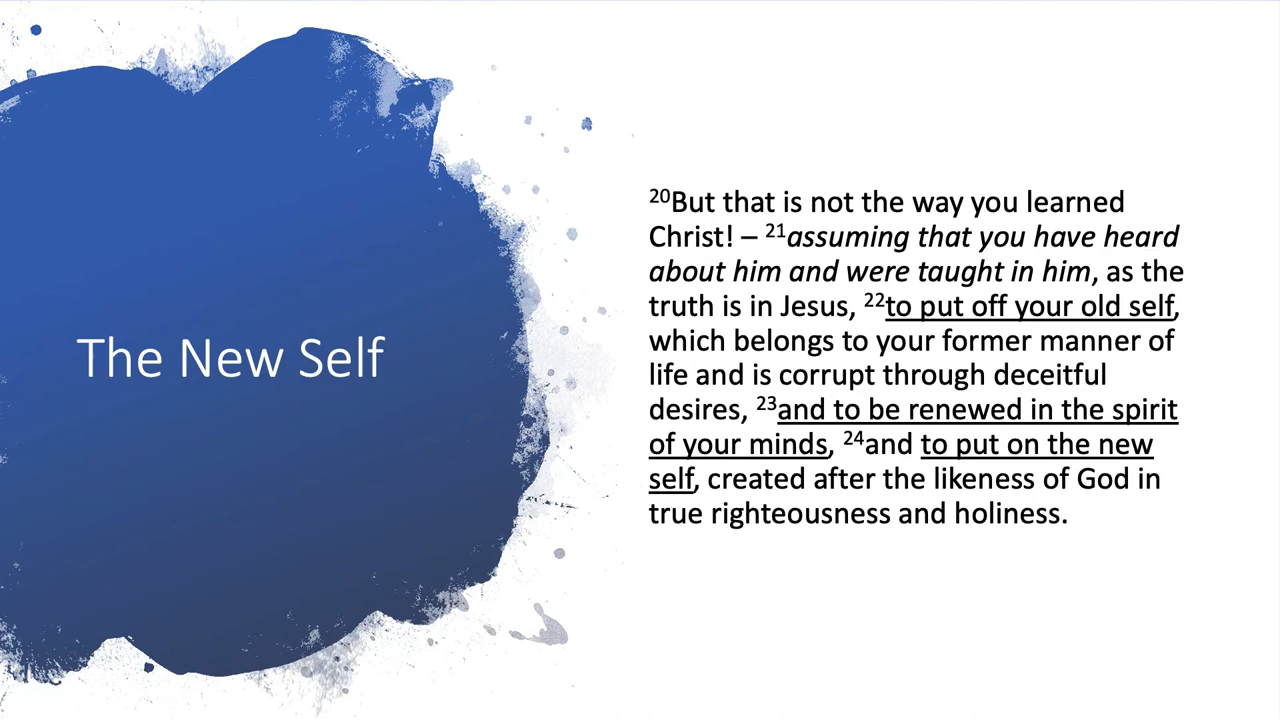 The New Self
²⁰But that is not the way you learned
Christ! – ²¹assuming that you have heard
about him and were taught in him, as the
truth is in Jesus, ²²to put off your old self,
which belongs to your former manner of
life and is corrupt through deceitful
desires, ²³and to be renewed in the spirit
of your minds, ²⁴and to put on the new
self, created after the likeness of God in
true righteousness and holiness.